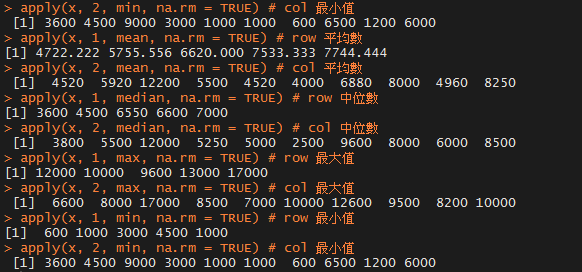 > apply(x, 2, min, na.rm = TRUE) # col 最小值
[1] 3600 4500 9000 3000 1000 1000  600 6500 1200 6000
> apply(x, 1, mean, na.rm = TRUE) # row 平均數
[1] 4722.222 5755.556 6620.000 7533.333 7744.444
> apply(x, 2, mean, na.rm = TRUE) # col 平均數
[1]  4520  5920 12200  5500  4520  4000  6880  8000  4960  8250
> apply(x, 1, median, na.rm = TRUE) # row 中位數
[1] 3600 4500 6550 6600 7000
> apply(x, 2, median, na.rm = TRUE) # col 中位數
[1]  3800  5500 12000  5250  5000  2500  9600  8000  6000  8500
> apply(x, 1, max, na.rm = TRUE) # row 最大值
[1] 12000 10000  9600 13000 17000
> apply(x, 2, max, na.rm = TRUE) # col 最大值
[1]  6600  8000 17000  8500  7000 10000 12600  9500  8200 10000
> apply(x, 1, min, na.rm = TRUE) # row 最小值
[1]  600 1000 3000 4500 1000
> apply(x, 2, min, na.rm = TRUE) # col 最小值
[1] 3600 4500 9000 3000 1000 1000  600 6500 1200 6000